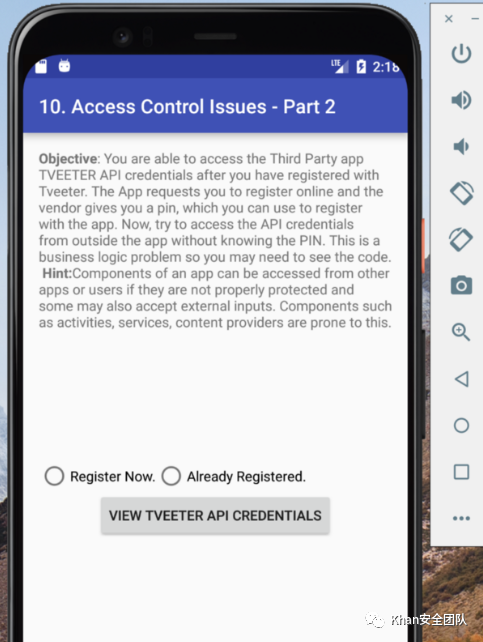 LTE 2:18
10. Access Control Issues - Part 2
Objective: You are able to access the Third Party app
TVEETER API credentials after you have registered with
Tveeter. The App requests you to register online and the
vendor gives you a pin, which you can use to register
with the app. Now, try to access the API credentials
from outside the app without knowing the PIN. This is a
business logic problem so you may need to see the code.
Hint:Components of an app can be accessed from other
apps or users if they are not properly protected and
some may also accept external inputs. Components such
as activities, services, content providers are prone to this.
Register Now. Already Registered.
VIEW TVEETER API CREDENTIALS
Khan安全团队